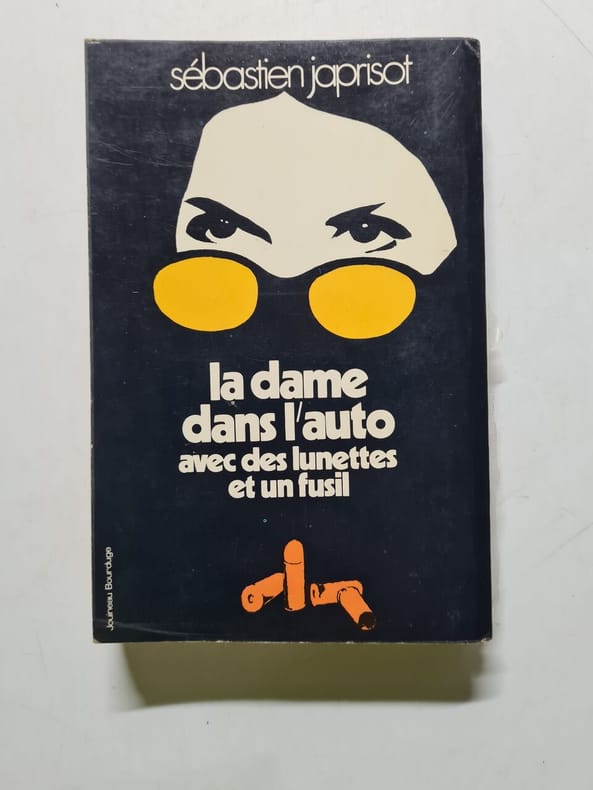 sébastien japrisot
la dame
dans l'auto
avec des lunettes
et un fusil
Jouineau Bourduge